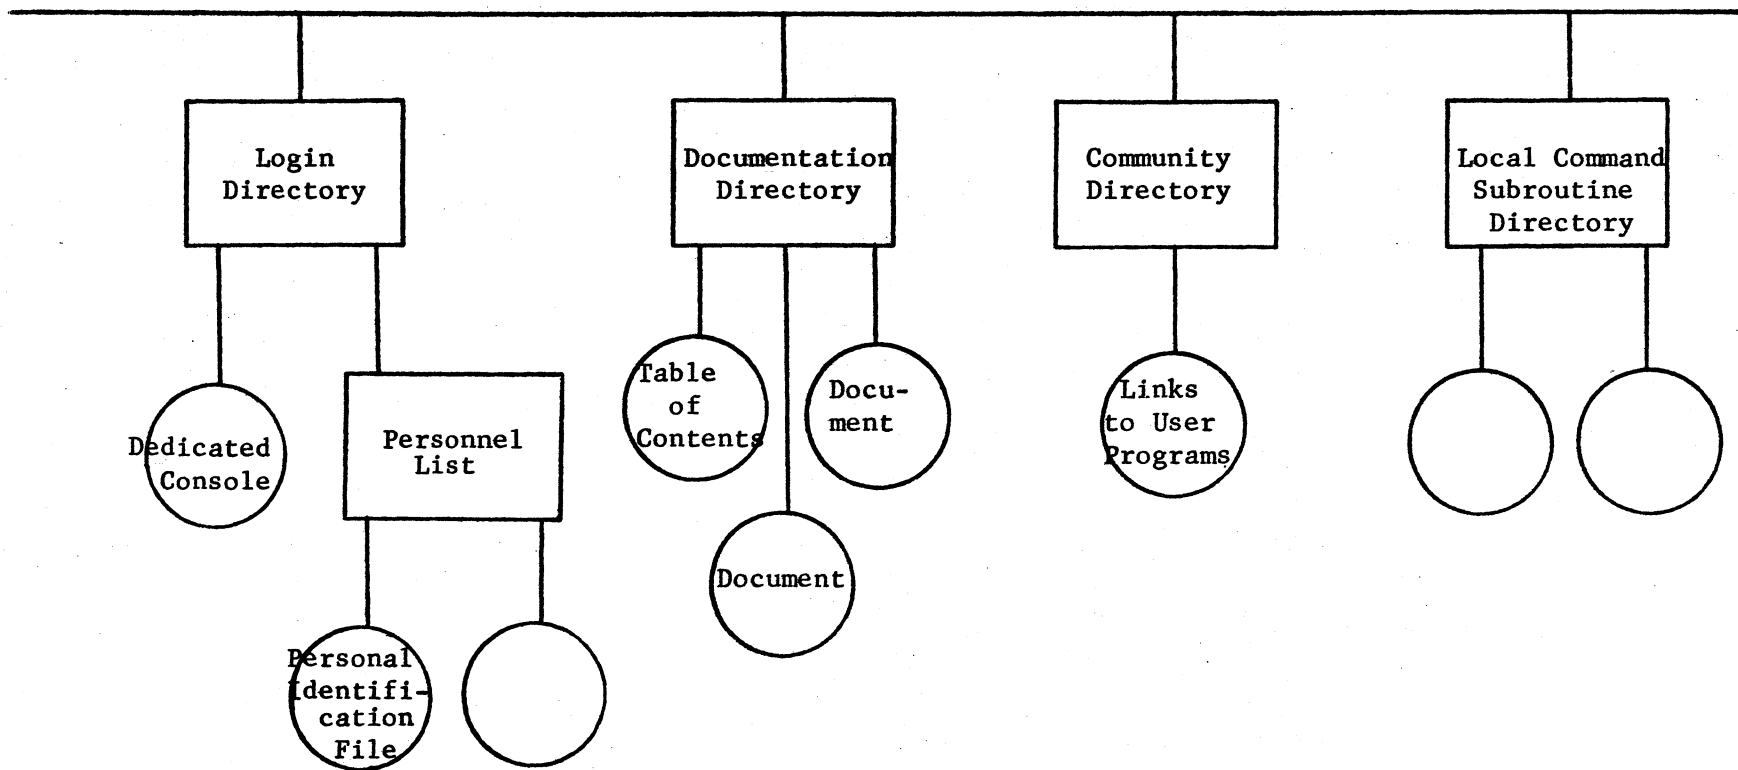 Login
Directory
Documentation
Directory
Community
Directory
Local Command
Subroutine
Directory
Dedicated
Console
Personnel
List
Personal
Identifi-
cation
File
Table
of
Contents
Document
Docu-
ment
Links
to User
Programs